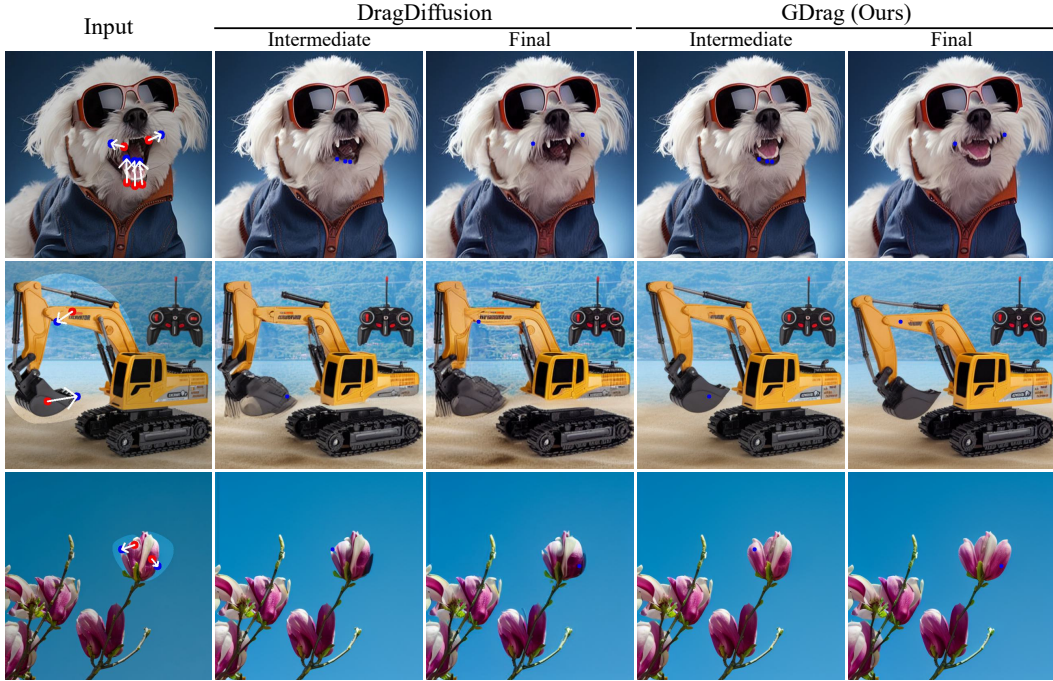 Input
DragDiffusion
GDrag (Ours)
Intermediate
Final
Intermediate
Final